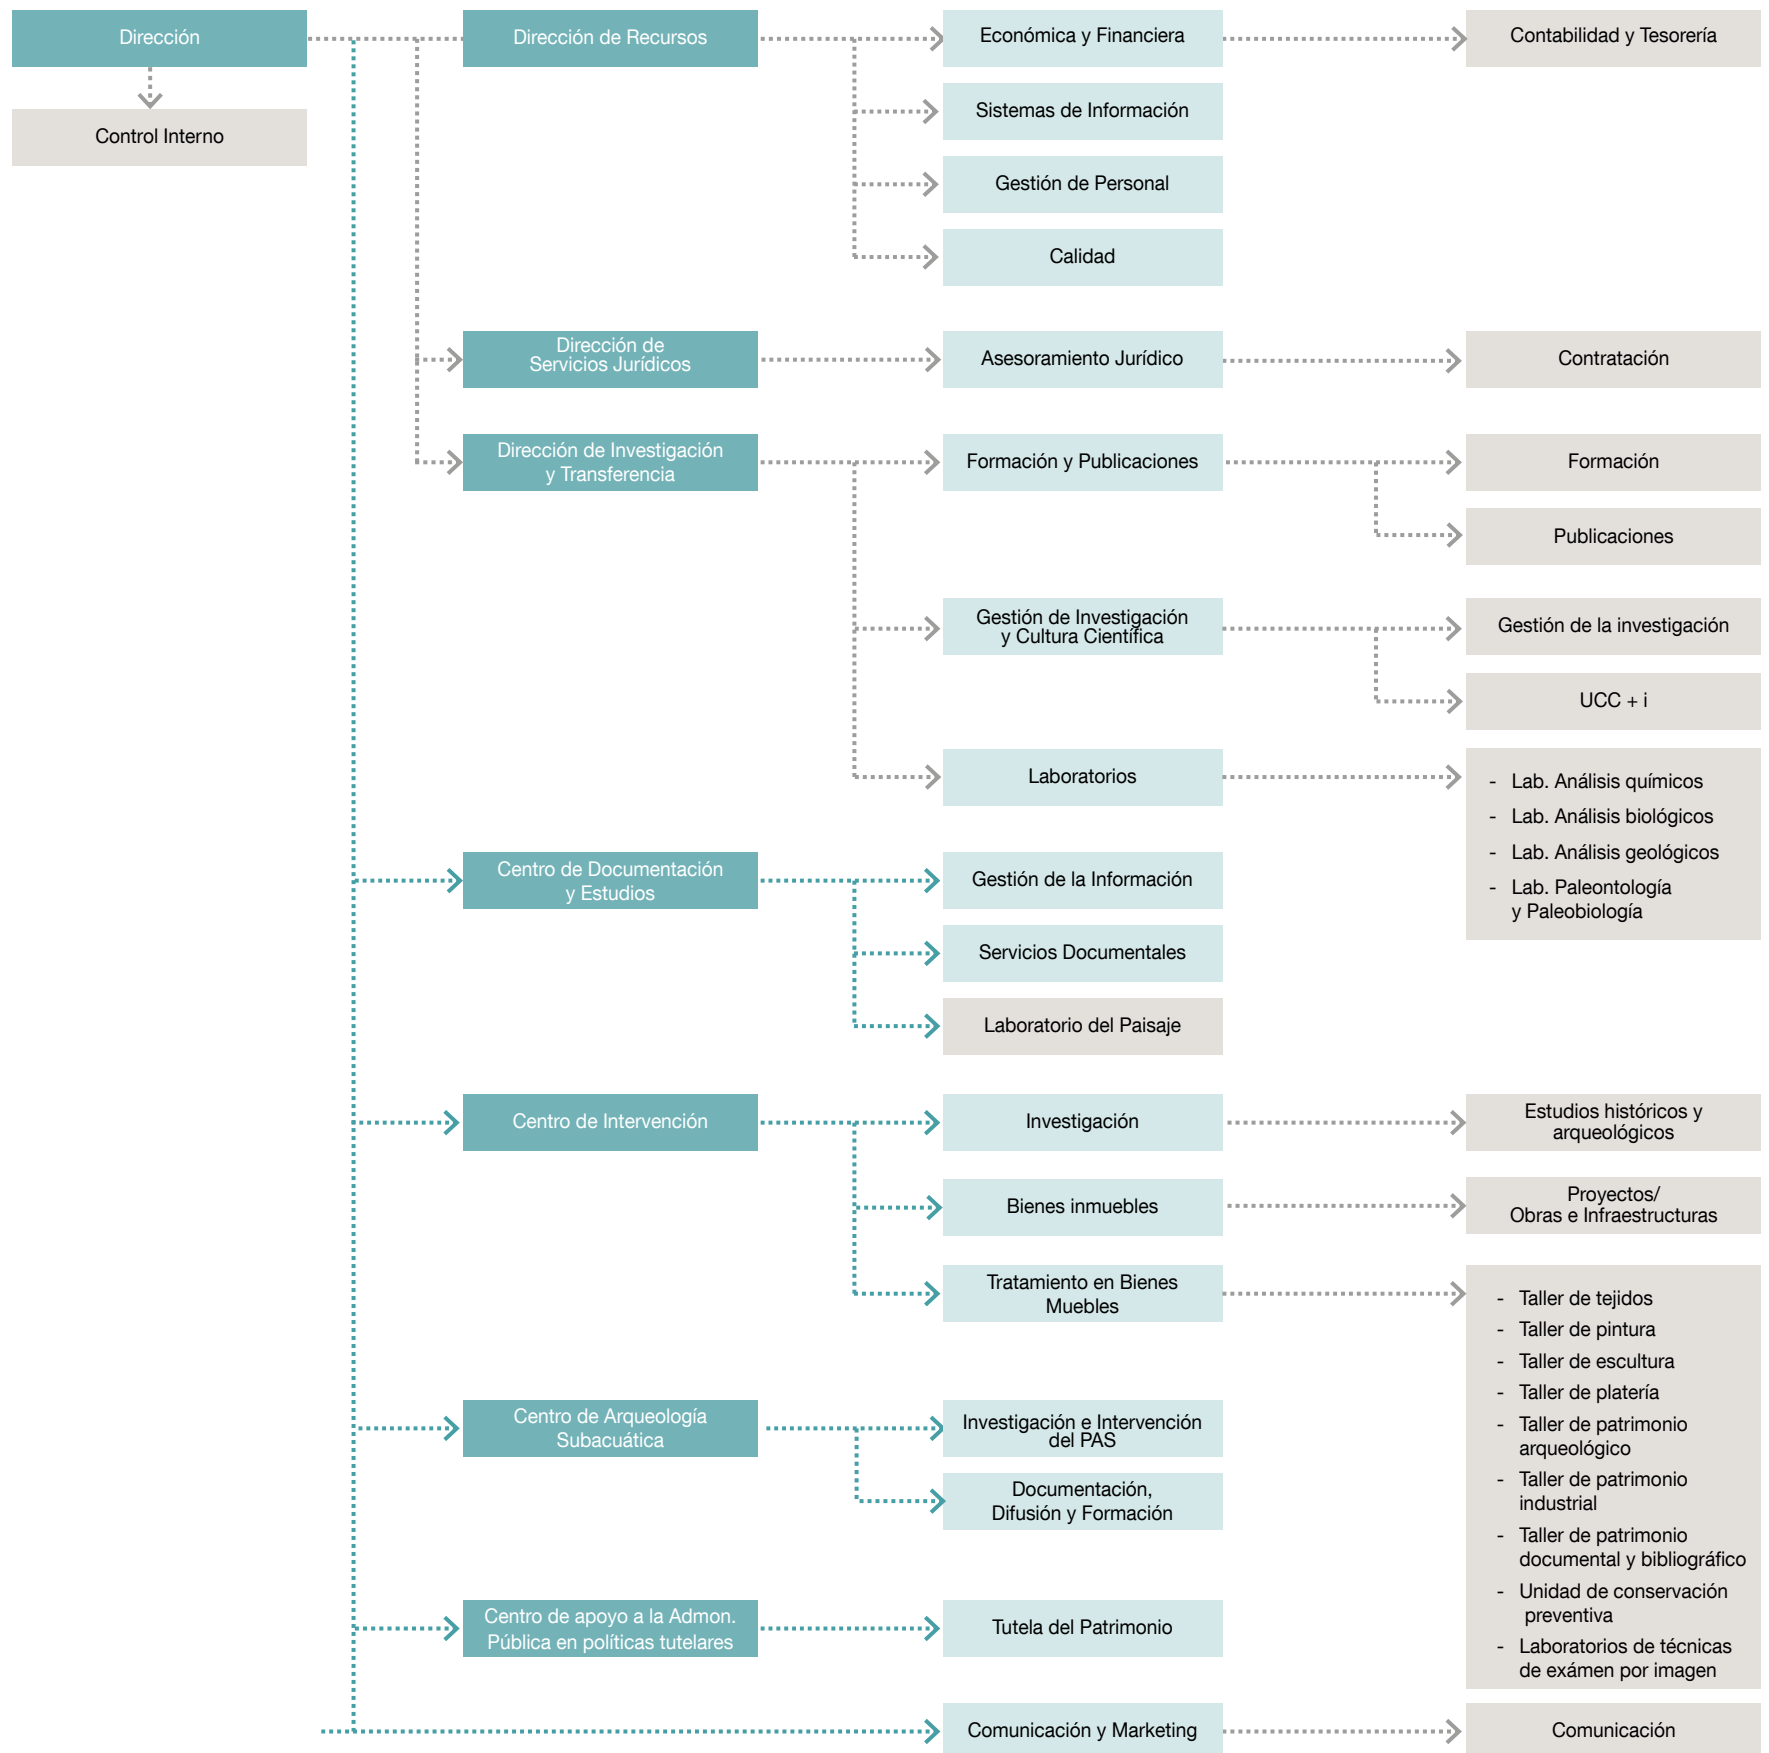 Dirección
Control Interno
Dirección de Recursos
Económica y Financiera
Contabilidad y Tesorería
Sistemas de Información
Gestión de Personal
Calidad
Dirección de
Servicios Jurídicos
Asesoramiento Jurídico
Contratación
Dirección de Investigación
y Transferencia
Formación y Publicaciones
Formación
Publicaciones
Gestión de Investigación
y Cultura Científica
Gestión de la investigación
UCC + i
Laboratorios
- Lab. Análisis químicos
- Lab. Análisis biológicos
- Lab. Análisis geológicos
- Lab. Paleontología
y Paleobiología
Centro de Documentación
y Estudios
Gestión de la Información
Servicios Documentales
Laboratorio del Paisaje
Centro de Intervención
Investigación
Estudios históricos y
arqueológicos
Bienes inmuebles
Proyectos/
Obras e Infraestructuras
Tratamiento en Bienes
Muebles
- Taller de tejidos
- Taller de pintura
- Taller de escultura
- Taller de platería
- Taller de patrimonio
arqueológico
- Taller de patrimonio
industrial
- Taller de patrimonio
documental y bibliográfico
- Unidad de conservación
preventiva
- Laboratorios de técnicas
de exámen por imagen
Centro de Arqueología
Subacuática
Investigación e Intervención
del PAS
Documentación,
Difusión y Formación
Centro de apoyo a la Admon.
Pública en políticas tutelares
Tutela del Patrimonio
Comunicación y Marketing
Comunicación